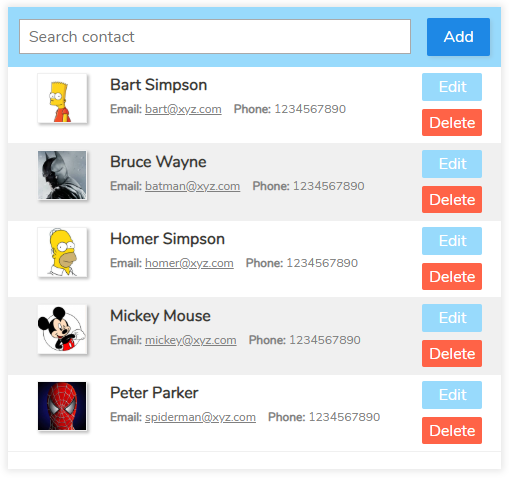 Search contact Add
Bart Simpson Edit
Email: bart@xyz.com Phone: 1234567890
Delete
Bruce Wayne Edit
Email: batman@xyz.com Phone: 1234567890
Delete
Homer Simpson Edit
Email: homer@xyz.com Phone: 1234567890
Delete
Mickey Mouse Edit
Email: mickey@xyz.com Phone: 1234567890
Delete
Peter Parker Edit
Email: spiderman@xyz.com Phone: 1234567890
Delete